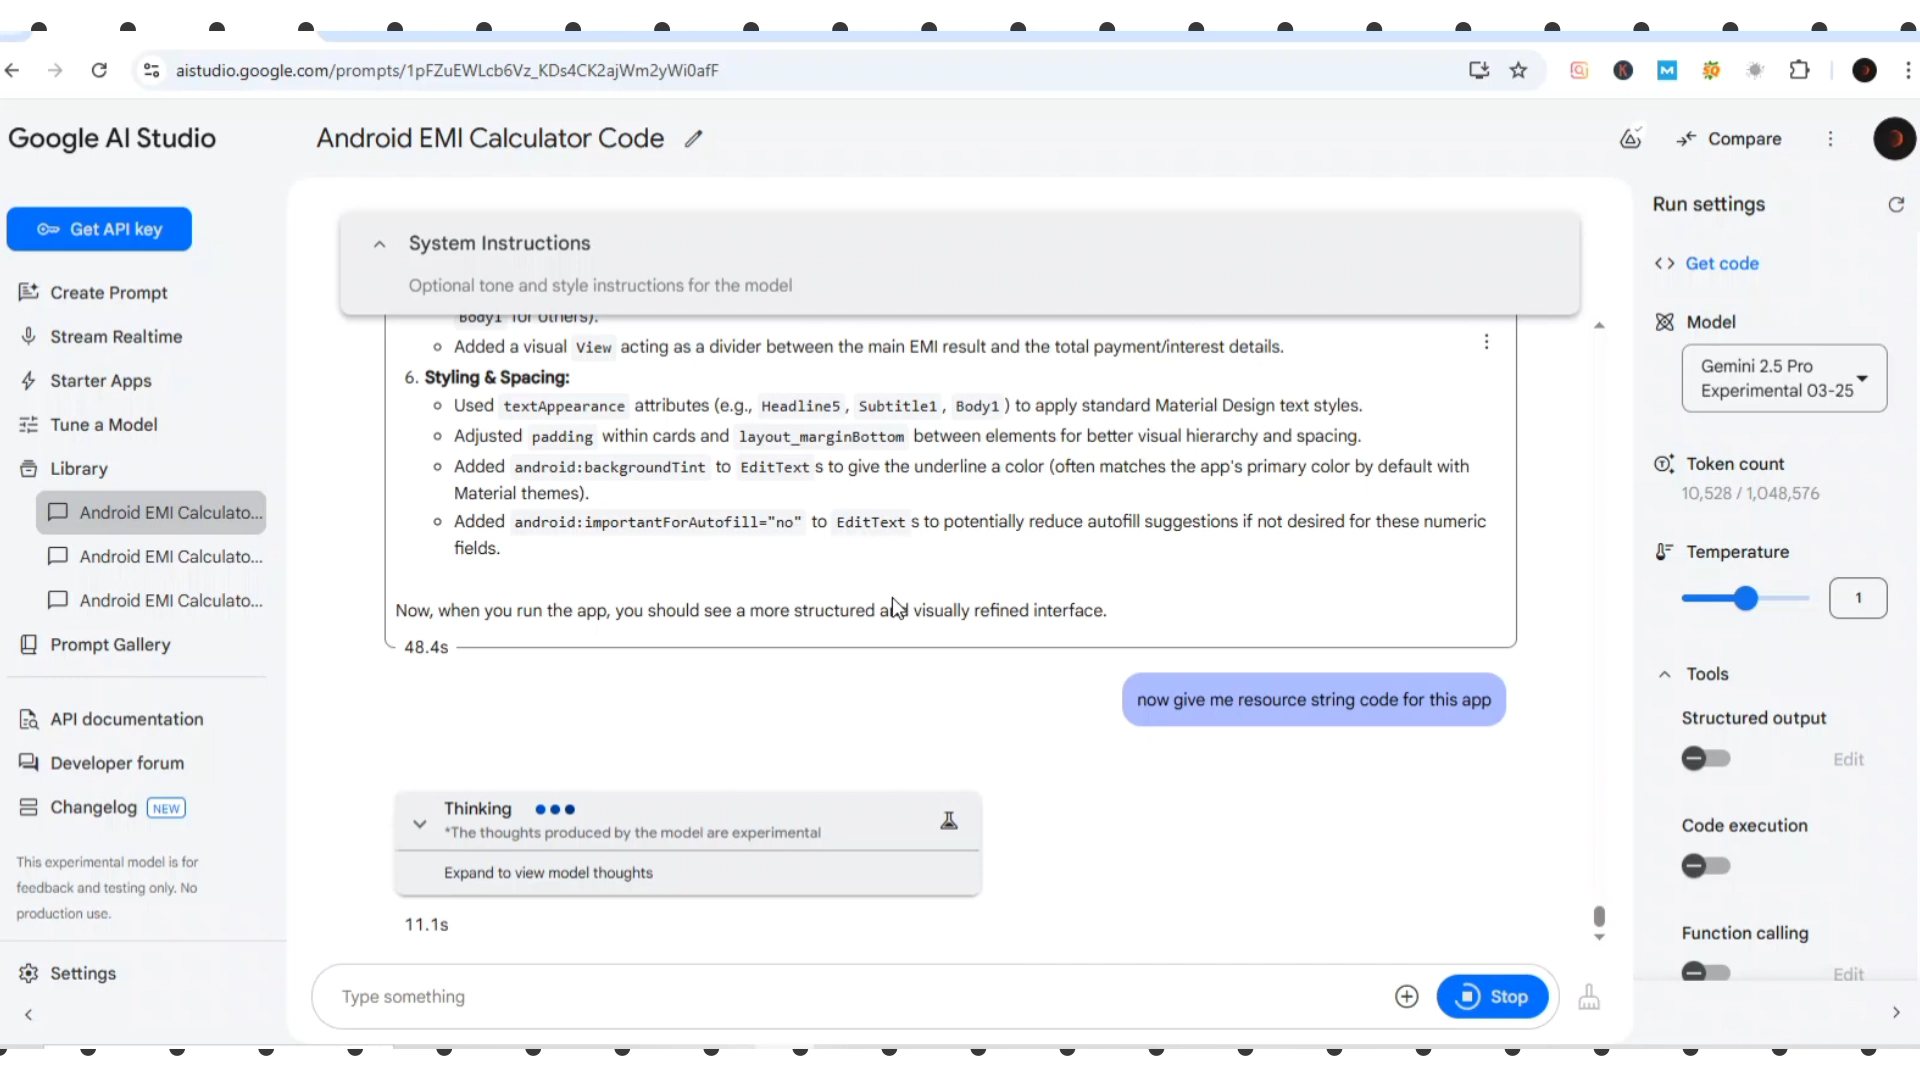 aistudio.google.com/prompts/1pFZuEWLcb6Vz_KDs4CK2ajWm2yWi0afF
Google AI Studio
Android EMI Calculator Code
Compare
Get API key
Create Prompt
Stream Realtime
Starter Apps
Tune a Model
Library
Android EMI Calculato...
Android EMI Calculato...
Android EMI Calculato...
Prompt Gallery
API documentation
Developer forum
Changelog NEW
This experimental model is for
feedback and testing only. No
production use.
Settings
System Instructions
Optional tone and style instructions for the model
Body1 for others).
Added a visual View acting as a divider between the main EMI result and the total payment/interest details.
6. Styling & Spacing:
Used textAppearance attributes (e.g., Headline5, Subtitle1, Body1) to apply standard Material Design text styles.
Adjusted padding within cards and layout_marginBottom between elements for better visual hierarchy and spacing.
Added android:backgroundTint to EditText s to give the underline a color (often matches the app's primary color by default with
Material themes).
Added android:importantForAutofill="no" to EditText s to potentially reduce autofill suggestions if not desired for these numeric
fields.
Now, when you run the app, you should see a more structured and visually refined interface.
48.4s
now give me resource string code for this app
Thinking
*The thoughts produced by the model are experimental
Expand to view model thoughts
11.1s
Type something
Stop
Run settings
Get code
Model
Gemini 2.5 Pro
Experimental 03-25
Token count
10,528 / 1,048,576
Temperature
1
Tools
Structured output
Edit
Code execution
Function calling
Edit